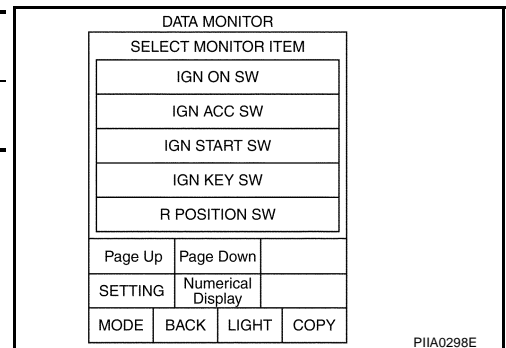 DATA MONITOR
SELECT MONITOR ITEM
IGN ON SW
IGN ACC SW
IGN START SW
IGN KEY SW
R POSITION SW
Page Up Page Down
SETTING Numerical
Display
MODE BACK LIGHT COPY
PIIA0298E